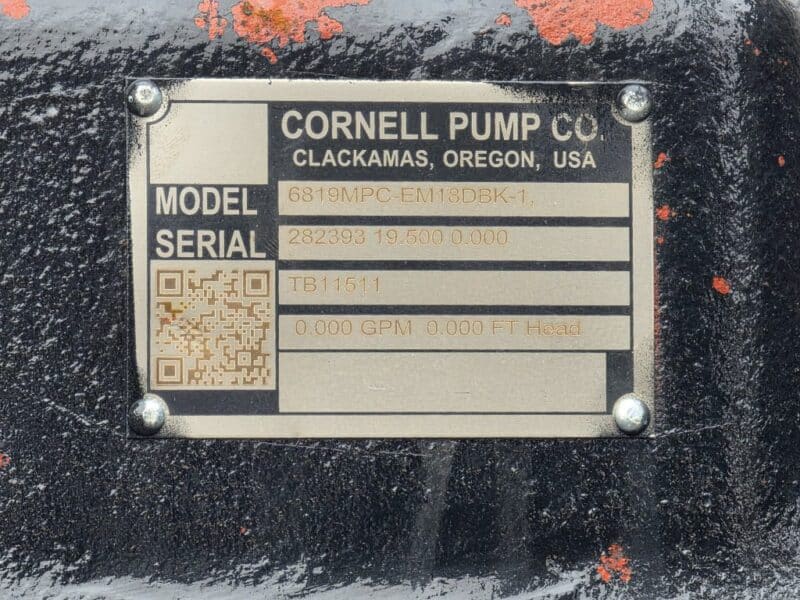 CORNELL PUMP CO.
CLACKAMAS, OREGON, USA
MODEL 6819MPC-EM18DBK-1,
SERIAL 282393 19.500 0.000
TB11511
0.000 GPM 0.000 FT Head